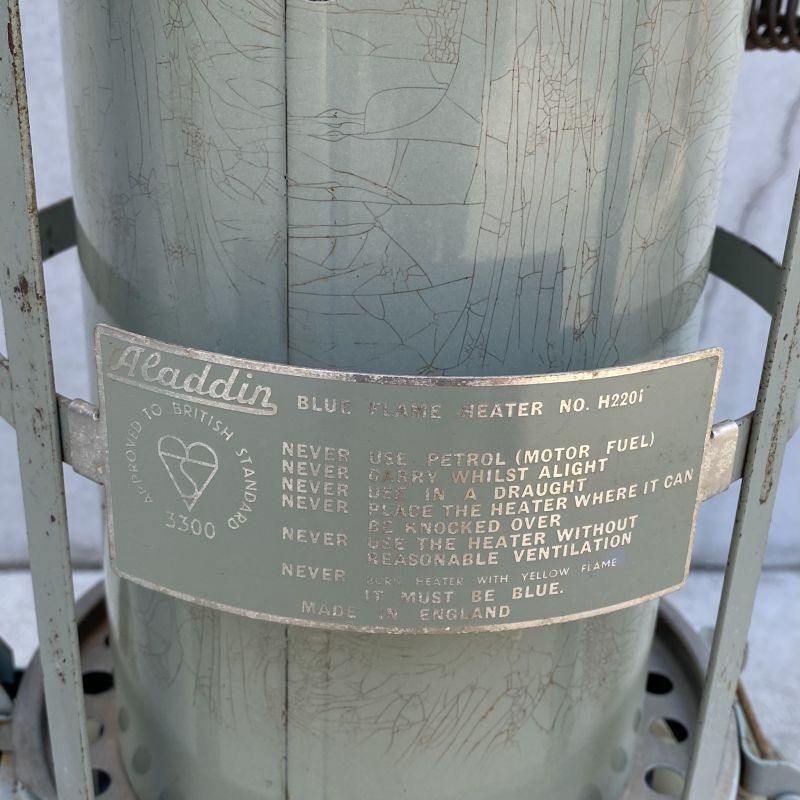 Aladdin
BLUE FLAME HEATER NO. H2201
APPROVED TO BRITISH STANDARD
3300
NEVER USE PETROL (MOTOR FUEL)
NEVER CARRY WHILST ALIGHT
NEVER USE IN A DRAUGHT
NEVER PLACE THE HEATER WHERE IT CAN
BE KNOCKED OVER
NEVER USE THE HEATER WITHOUT
REASONABLE VENTILATION
NEVER BURN HEATER WITH YELLOW FLAME
IT MUST BE BLUE.
MADE IN ENGLAND